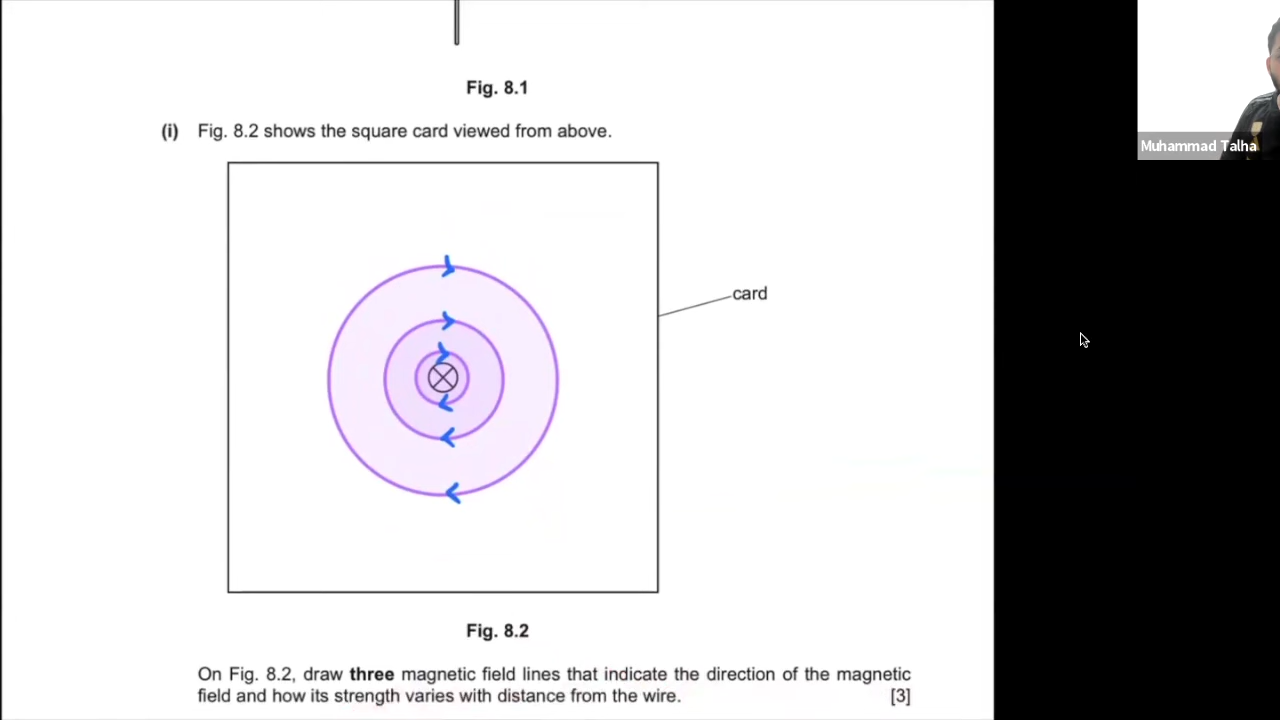 Fig. 8.1
Muhammad Talha
(i) Fig. 8.2 shows the square card viewed from above.
card
Fig. 8.2
On Fig. 8.2, draw three magnetic field lines that indicate the direction of the magnetic
field and how its strength varies with distance from the wire. [3]